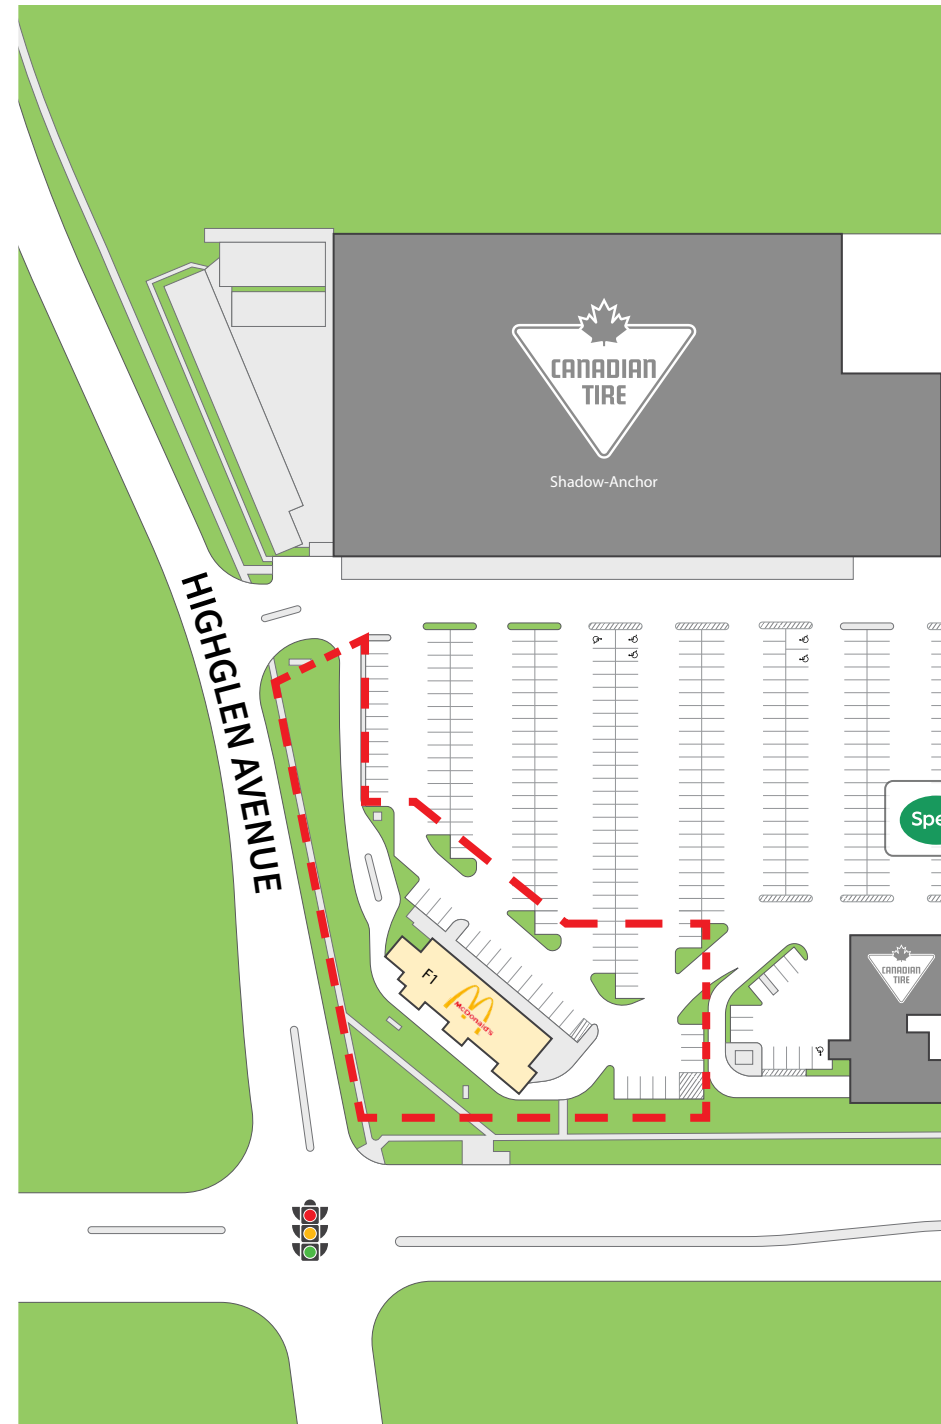 CANADIAN
TIRE
Shadow-Anchor
HIGHGLEN AVENUE
Spe
CANADIAN
TIRE
F1
McDonald's